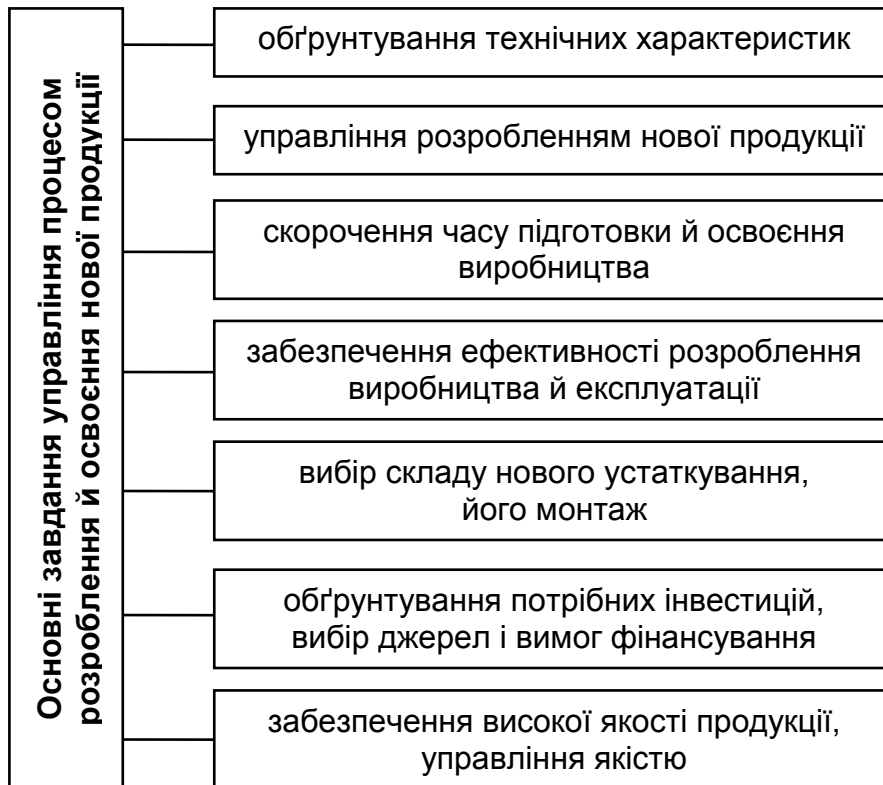 Основні завдання управління процесом
розроблення й освоєння нової продукції
обґрунтування технічних характеристик
управління розробленням нової продукції
скорочення часу підготовки й освоєння
виробництва
забезпечення ефективності розроблення
виробництва й експлуатації
вибір складу нового устаткування,
його монтаж
обґрунтування потрібних інвестицій,
вибір джерел і вимог фінансування
забезпечення високої якості продукції,
управління якістю